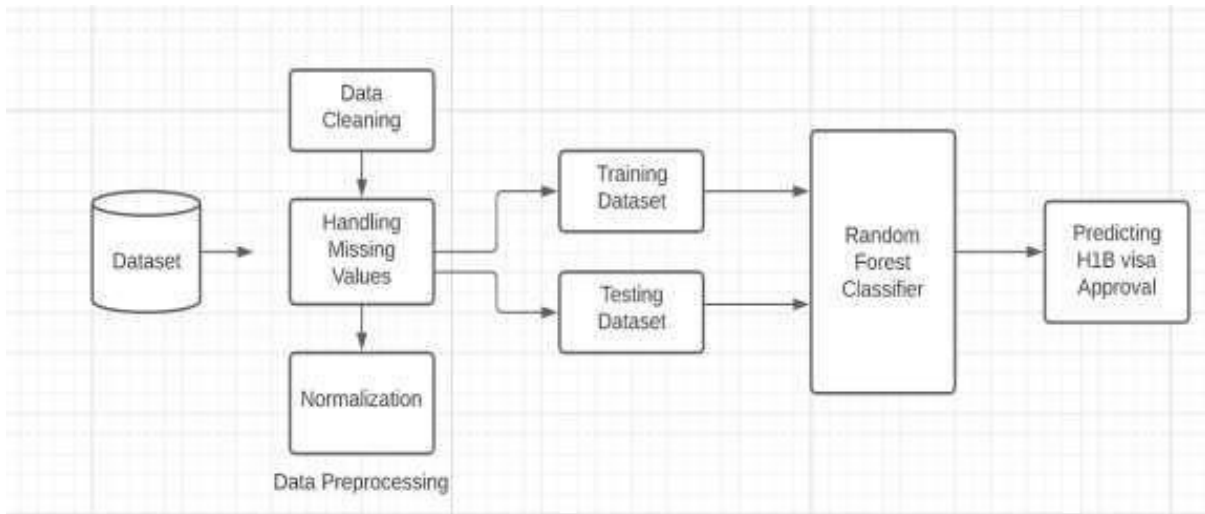 Dataset
Data
Cleaning
Handling
Missing
Values
Normalization
Data Preprocessing
Training
Dataset
Testing
Dataset
Random
Forest
Classifier
Predicting
H1B visa
Approval